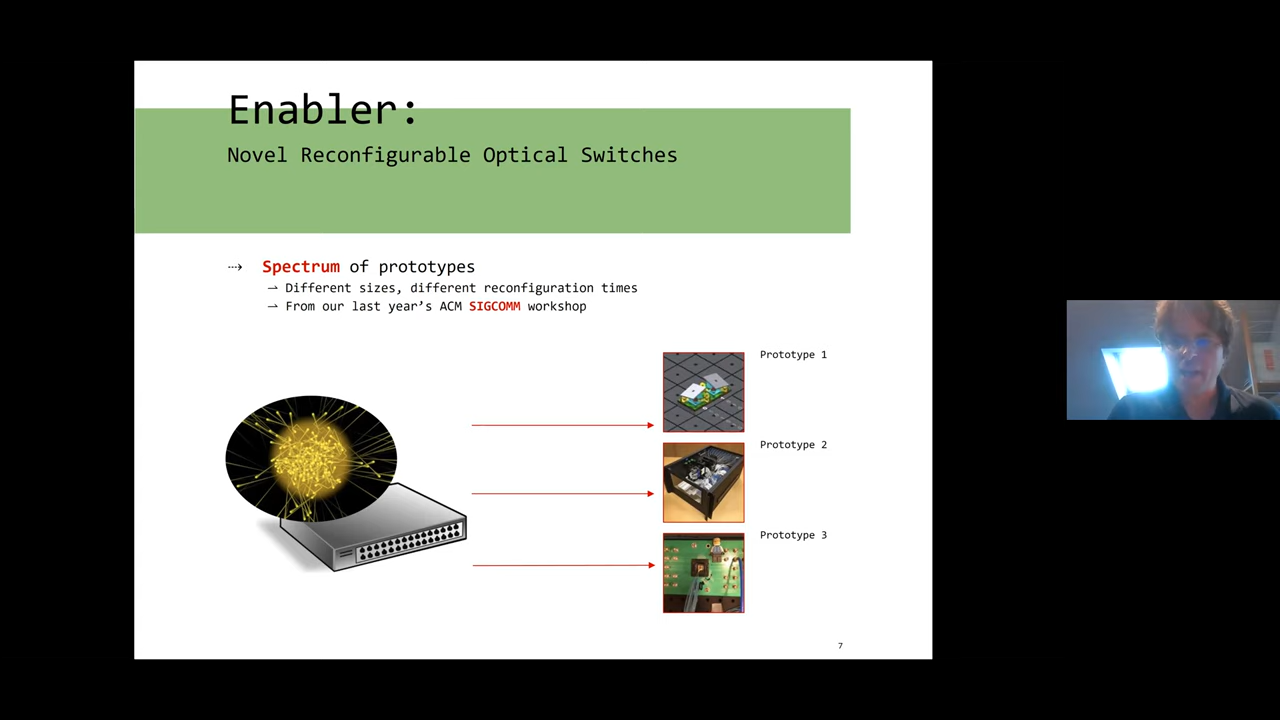 Enabler:
Novel Reconfigurable Optical Switches
⇢ Spectrum of prototypes
⇀ Different sizes, different reconfiguration times
⇀ From our last year’s ACM SIGCOMM workshop
Prototype 1
Prototype 2
Prototype 3
7